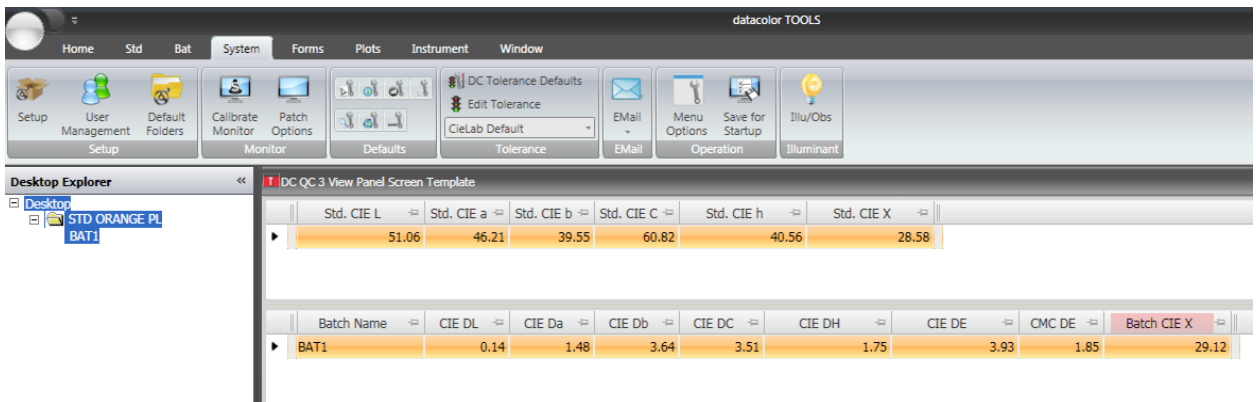 datacolor TOOLS
Home Std Bat System Forms Plots Instrument Window
Setup User Management Default Folders Calibrate Monitor Patch Options DC Tolerance Defaults Edit Tolerance CieLab Default EMail Menu Options Save for Startup Illu/Obs
Setup Monitor Defaults Tolerance EMail Operation Illuminant
Desktop Explorer « T DC QC 3 View Panel Screen Template
Desktop
STD ORANGE PL
BAT1
Std. CIE L Std. CIE a Std. CIE b Std. CIE C Std. CIE h Std. CIE X
51.06 46.21 39.55 60.82 40.56 28.58
Batch Name CIE DL CIE Da CIE Db CIE DC CIE DH CIE DE CMC DE Batch CIE X
BAT1 0.14 1.48 3.64 3.51 1.75 3.93 1.85 29.12